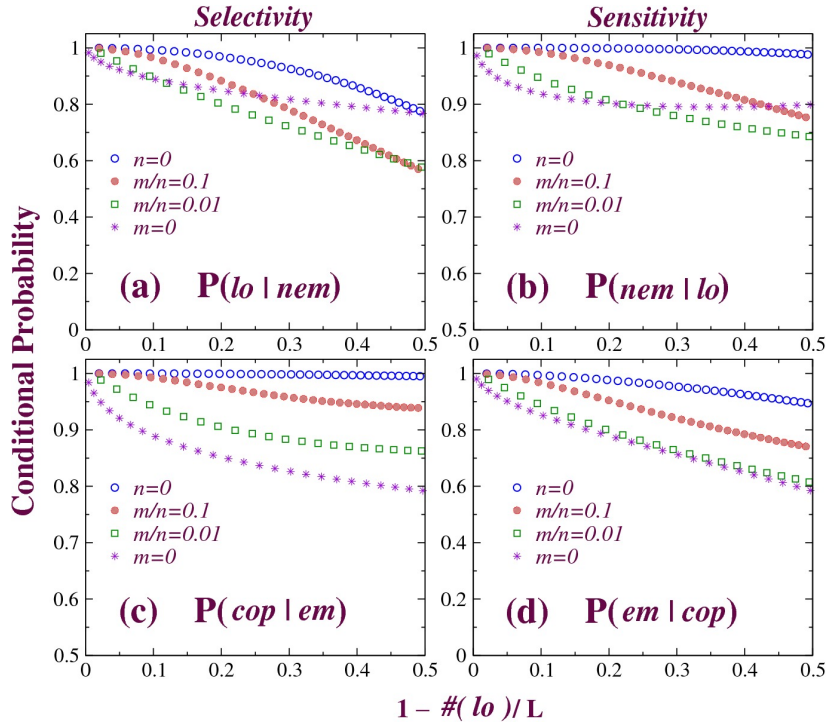 Selectivity
Sensitivity
1
0.8
0.6
0.4
0.2
0
n=0
m/n=0.1
m/n=0.01
m=0
(a) P(lo | nem)
0 0.1 0.2 0.3 0.4 0.5
1
0.9
0.8
0.7
0.6
0.5
n=0
m/n=0.1
m/n=0.01
m=0
(b) P(nem | lo)
0 0.1 0.2 0.3 0.4 0.5
Conditional Probability
1
0.9
0.8
0.7
0.6
0.5
n=0
m/n=0.1
m/n=0.01
m=0
(c) P(cop | em)
0 0.1 0.2 0.3 0.4 0.5
1
0.8
0.6
0.4
0.2
0
n=0
m/n=0.1
m/n=0.01
m=0
(d) P(em | cop)
0 0.1 0.2 0.3 0.4 0.5
1 – #( lo )/ L